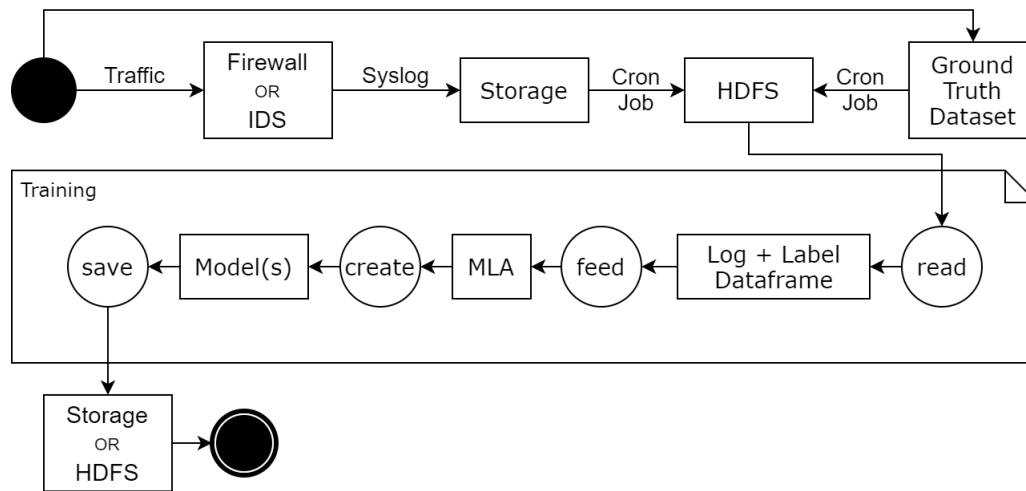 Traffic
Firewall
OR
IDS
Syslog
Storage
Cron
Job
HDFS
Cron
Job
Ground
Truth
Dataset
Training
save
Model(s)
create
MLA
feed
Log + Label
Dataframe
read
Storage
OR
HDFS